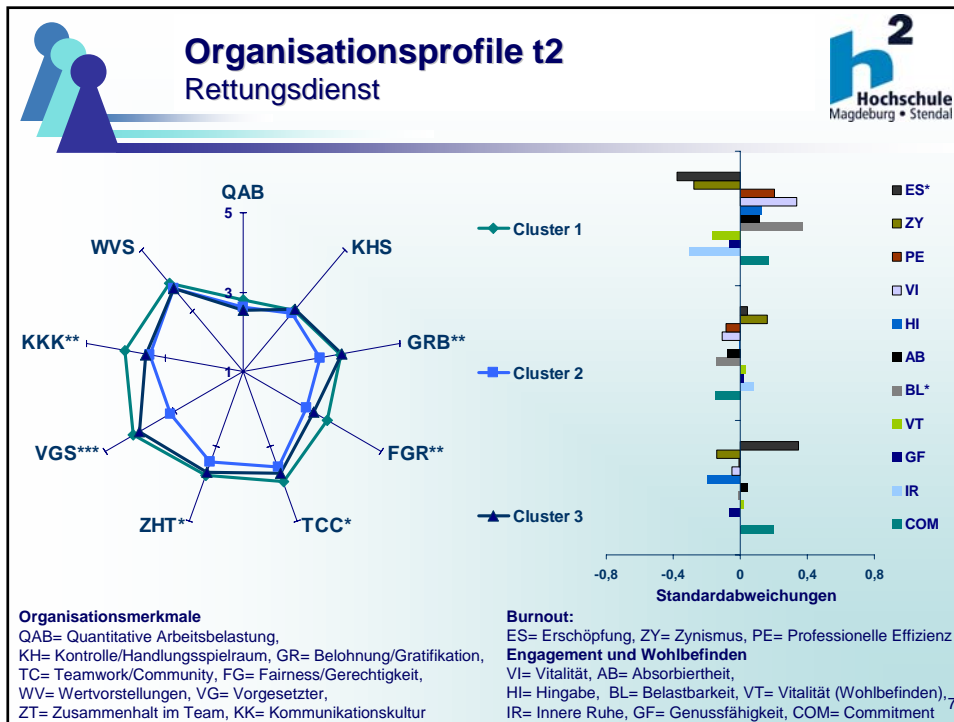 Organisationsprofile t2
Rettungsdienst
h2
Hochschule
Magdeburg • Stendal
QAB
5
WVS
KHS
3
KKK**
GRB**
1
VGS***
FGR**
ZHT*
TCC*
Cluster 1
Cluster 2
Cluster 3
ES*
ZY
PE
VI
HI
AB
BL*
VT
GF
IR
COM
-0,8 -0,4 0 0,4 0,8
Standardabweichungen
Organisationsmerkmale
QAB= Quantitative Arbeitsbelastung,
KH= Kontrolle/Handlungsspielraum, GR= Belohnung/Gratifikation,
TC= Teamwork/Community, FG= Fairness/Gerechtigkeit,
WV= Wertvorstellungen, VG= Vorgesetzter,
ZT= Zusammenhalt im Team, KK= Kommunikationskultur
Burnout:
ES= Erschöpfung, ZY= Zynismus, PE= Professionelle Effizienz
Engagement und Wohlbefinden
VI= Vitalität, AB= Absorbiertheit,
HI= Hingabe, BL= Belastbarkeit, VT= Vitalität (Wohlbefinden),
IR= Innere Ruhe, GF= Genussfähigkeit, COM= Commitment
7